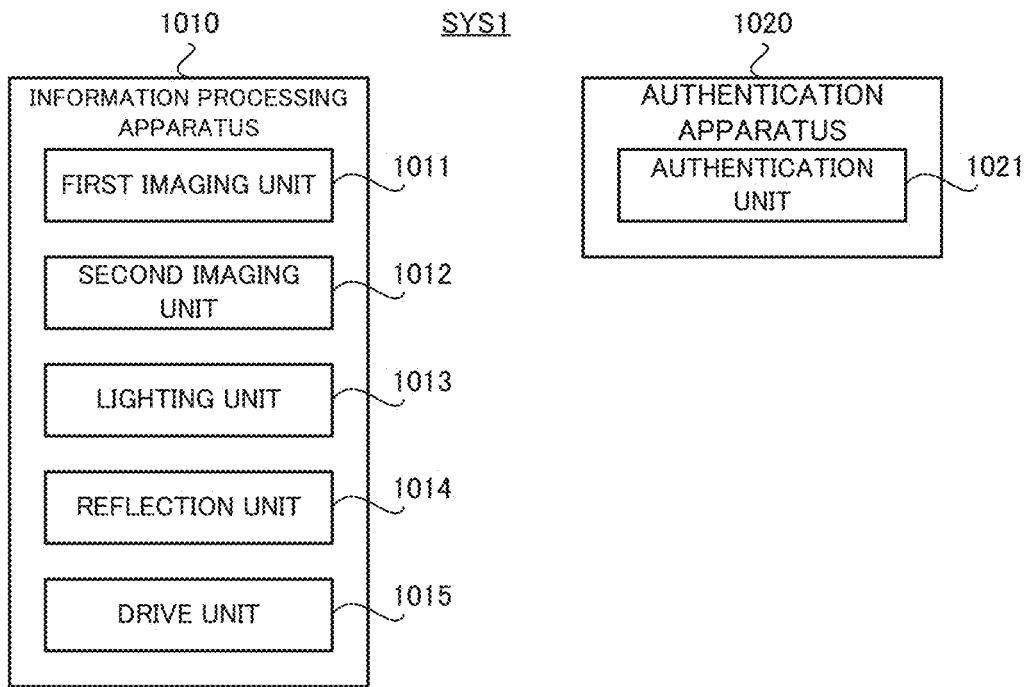 1010
SYS1
1020
INFORMATION PROCESSING
APPARATUS
FIRST IMAGING UNIT
1011
SECOND IMAGING
UNIT
1012
LIGHTING UNIT
1013
REFLECTION UNIT
1014
DRIVE UNIT
1015
AUTHENTICATION
APPARATUS
AUTHENTICATION
UNIT
1021